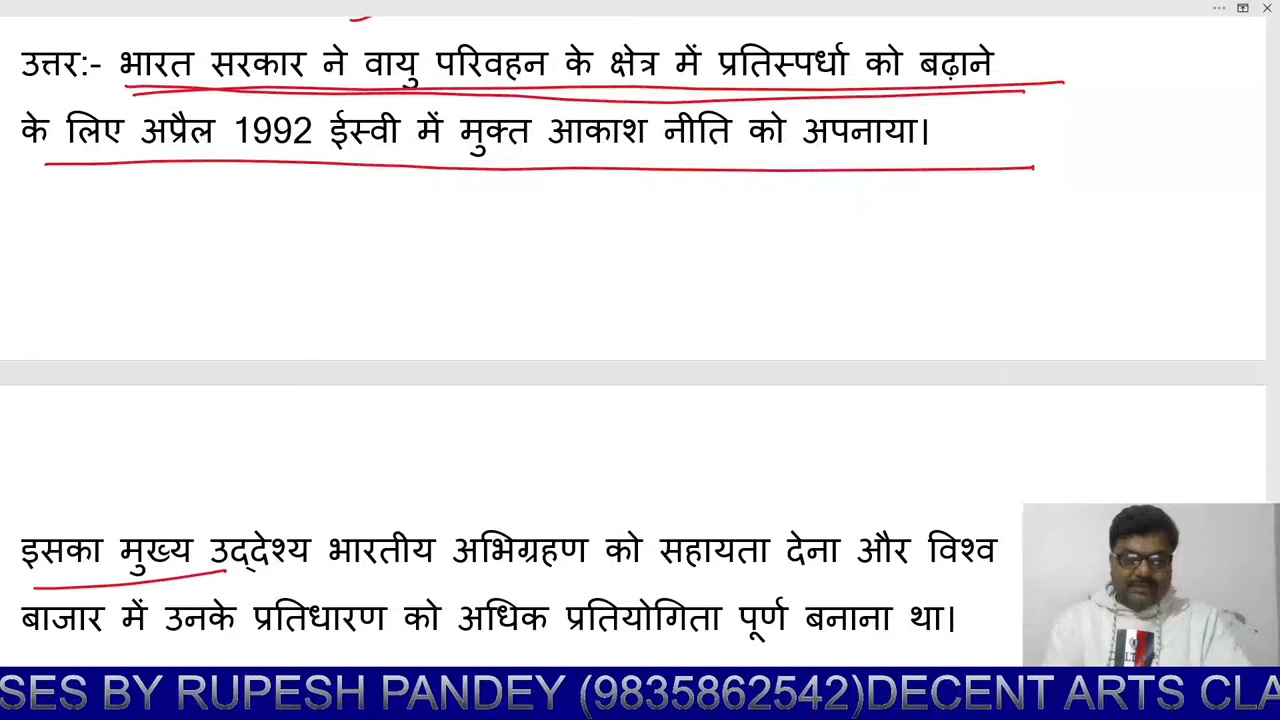 उत्तर:- भारत सरकार ने वायु परिवहन के क्षेत्र में प्रतिस्पर्धा को बढ़ाने
के लिए अप्रैल 1992 ईस्वी में मुक्त आकाश नीति को अपनाया।
इसका मुख्य उद्देश्य भारतीय अभिग्रहण को सहायता देना और विश्व
बाजार में उनके प्रतिधारण को अधिक प्रतियोगिता पूर्ण बनाना था।
SES BY RUPESH PANDEY (9835862542)DECENT ARTS CLA